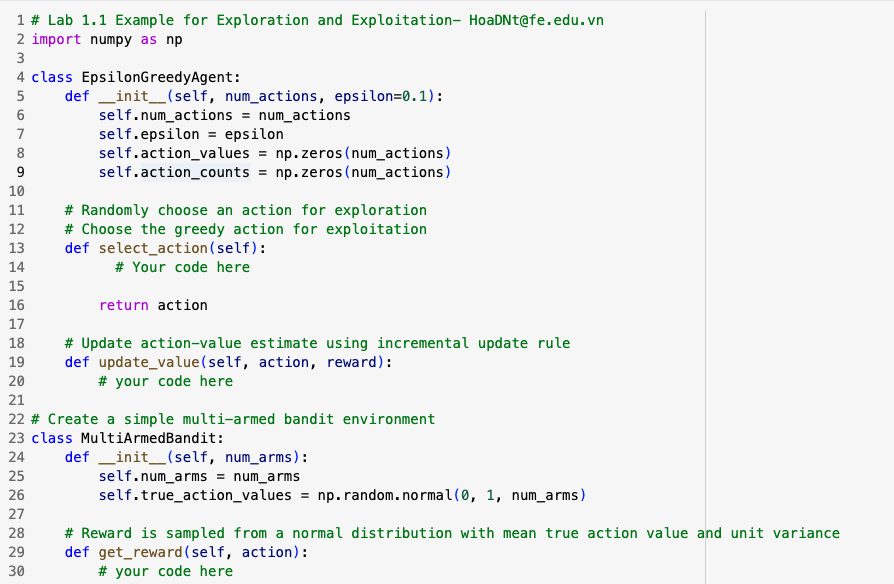 1 # Lab 1.1 Example for Exploration and Exploitation- HoaDNt@fe.edu.vn
2 import numpy as np
3
4 class EpsilonGreedyAgent:
5     def __init__(self, num_actions, epsilon=0.1):
6         self.num_actions = num_actions
7         self.epsilon = epsilon
8         self.action_values = np.zeros(num_actions)
9         self.action_counts = np.zeros(num_actions)
10
11     # Randomly choose an action for exploration
12     # Choose the greedy action for exploitation
13     def select_action(self):
14           # Your code here
15
16         return action
17
18     # Update action-value estimate using incremental update rule
19     def update_value(self, action, reward):
20         # your code here
21
22 # Create a simple multi-armed bandit environment
23 class MultiArmedBandit:
24     def __init__(self, num_arms):
25         self.num_arms = num_arms
26         self.true_action_values = np.random.normal(0, 1, num_arms)
27
28     # Reward is sampled from a normal distribution with mean true action value and unit variance
29     def get_reward(self, action):
30         # your code here